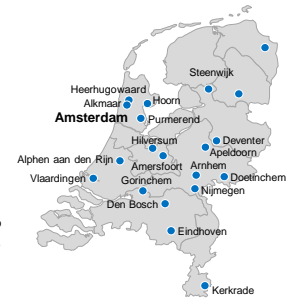 Steenwijk
Heerhugowaard
Alkmaar
Hoorn
Amsterdam
Purmerend
Hilversum
Deventer
Apeldoorn
Alphen aan den Rijn
Amersfoort
Arnhem
Doetinchem
Vlaardingen
Gorinchem
Nijmegen
Den Bosch
Eindhoven
Kerkrade